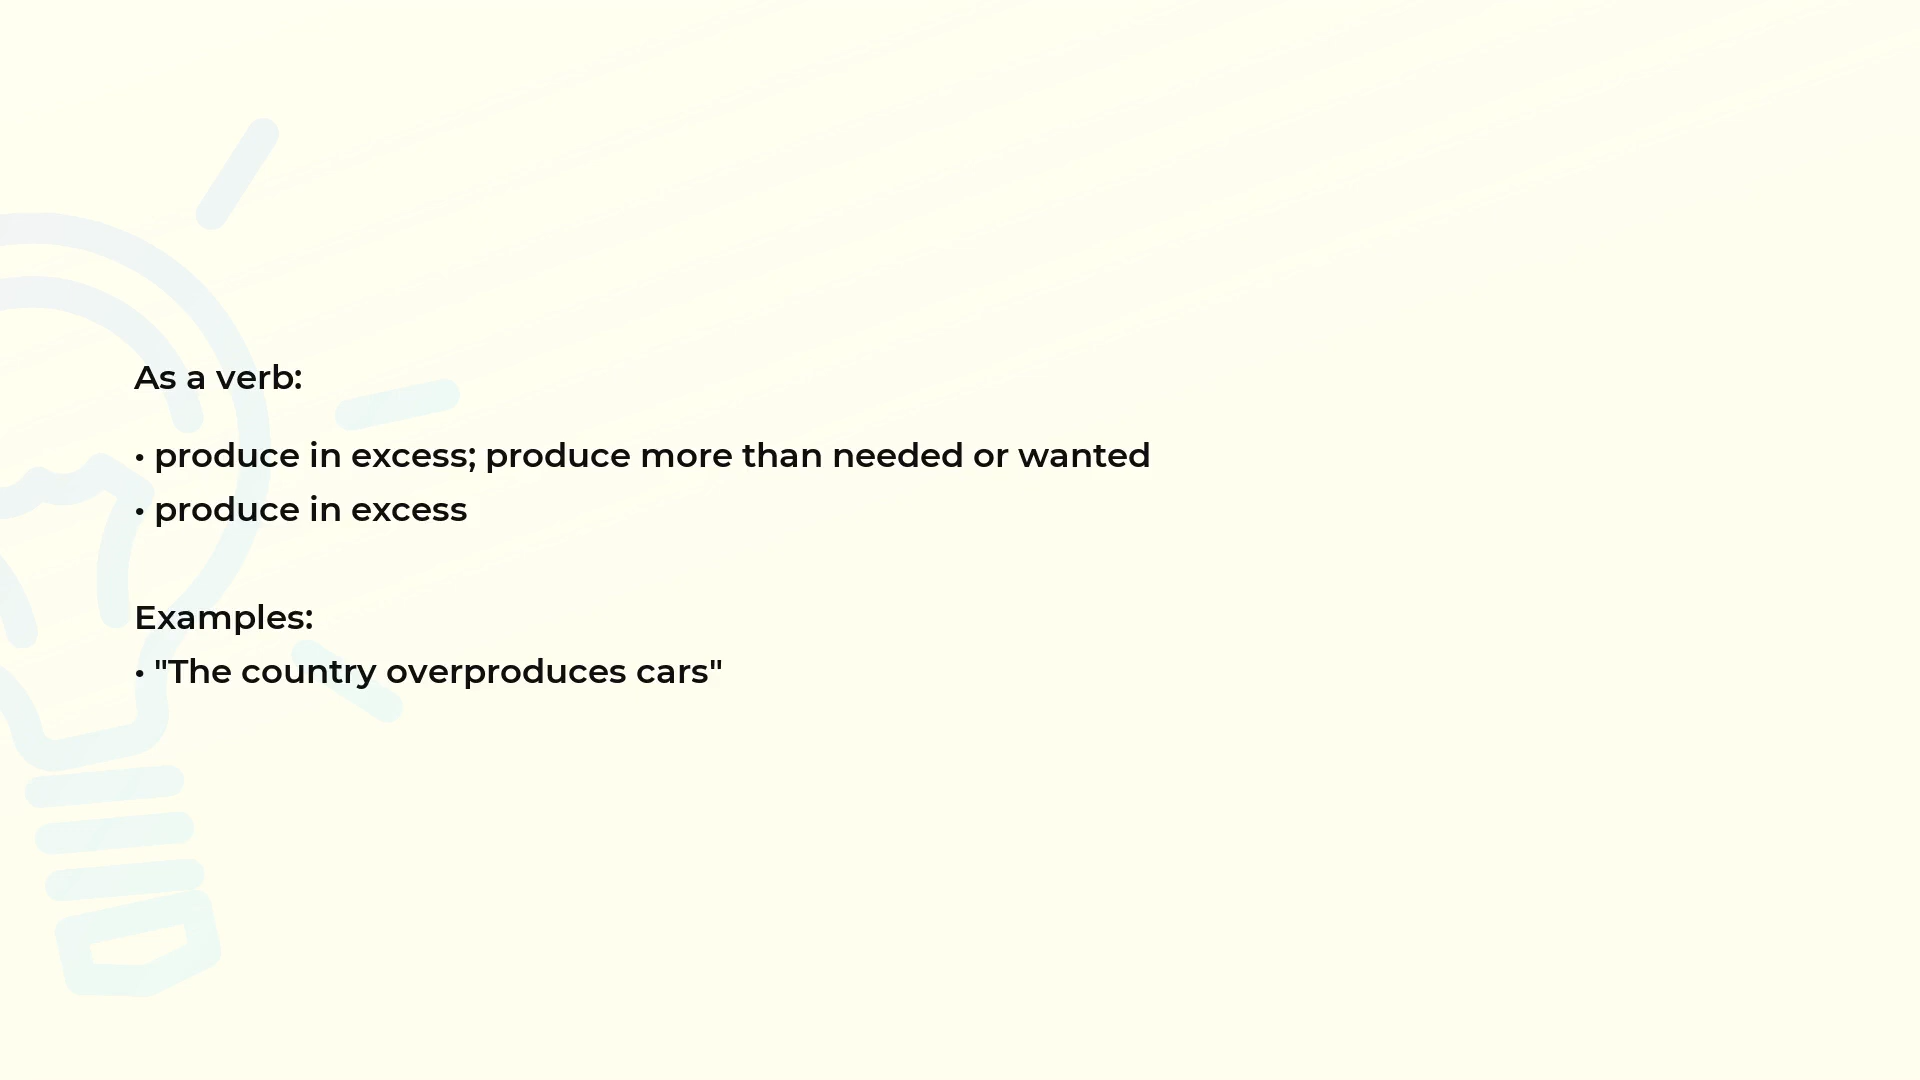 As a verb:
• produce in excess; produce more than needed or wanted
• produce in excess
Examples:
• "The country overproduces cars"